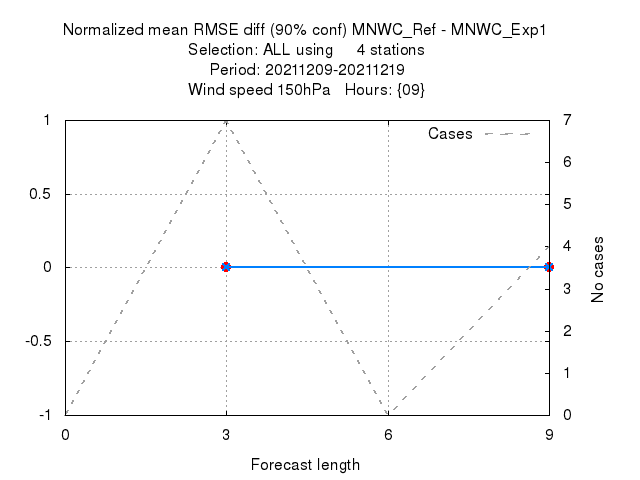 Normalized mean RMSE diff (90% conf) MNWC_Ref - MNWC_Exp1
Selection: ALL using     4 stations
Period: 20211209-20211219
Wind speed 150hPa   Hours: {09}
Cases
1
0.5
0
-0.5
-1
7
6
5
4
3
2
1
0
No cases
0 3 6 9
Forecast length